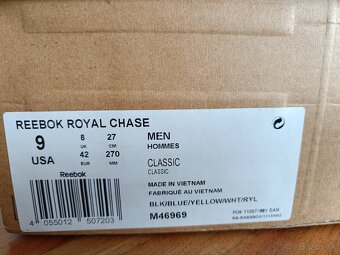 REEBOK ROYAL CHASE
9 8 27 MEN
UK CM HOMMES
USA 42 270 CLASSIC
EUR MM CLASSIC
Reebok
MADE IN VIETNAM
FABRIQUÉ AU VIETNAM
BLK/BLUE/YELLOW/WHT/RYL
4 055012 507203 M46969